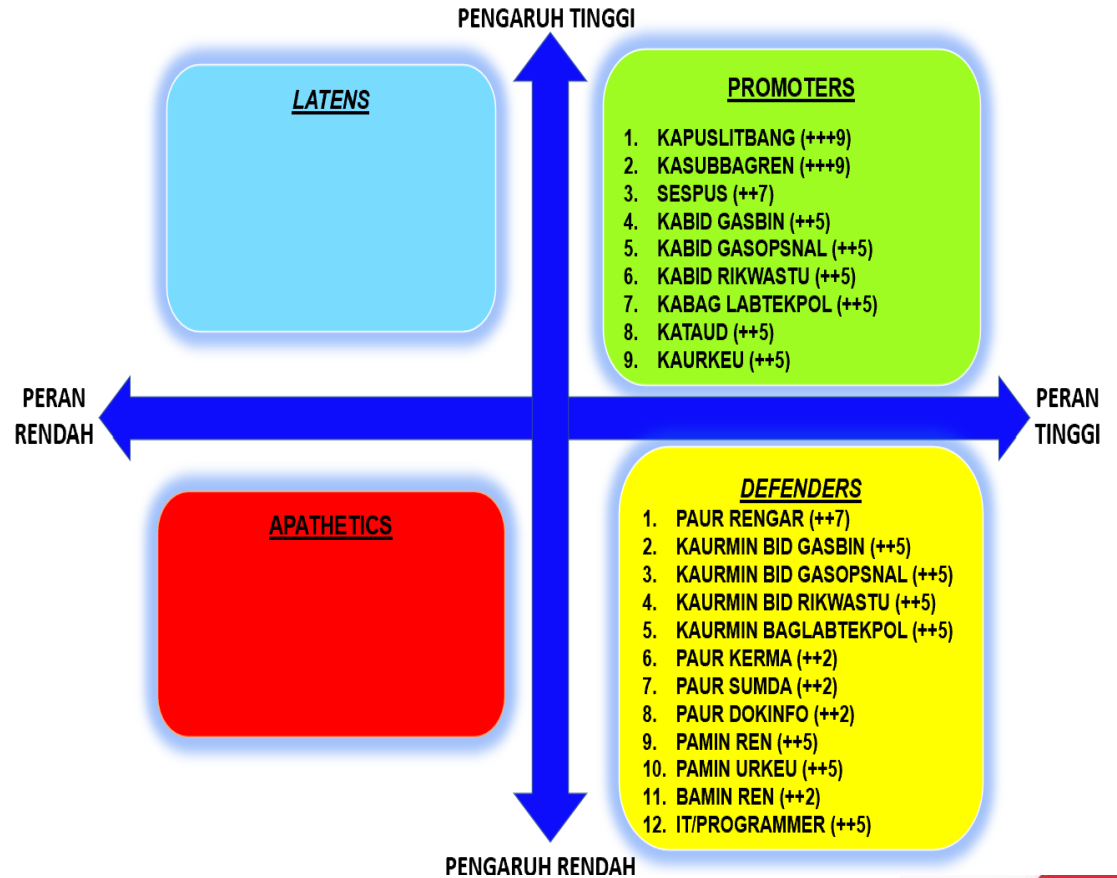 PENGARUH TINGGI
LATENS
PROMOTERS
1. KAPUSLITBANG (+++9)
2. KASUBBAGREN (+++9)
3. SESPUS (++7)
4. KABID GASBIN (++5)
5. KABID GASOPSNAL (++5)
6. KABID RIKWASTU (++5)
7. KABAG LABTEKPOL (++5)
8. KATAUD (++5)
9. KAURKEU (++5)
PERAN
RENDAH
PERAN
TINGGI
APATHETICS
DEFENDERS
1. PAUR RENGAR (++7)
2. KAURMIN BID GASBIN (++5)
3. KAURMIN BID GASOPSNAL (++5)
4. KAURMIN BID RIKWASTU (++5)
5. KAURMIN BAGLABTEKPOL (++5)
6. PAUR KERMA (++2)
7. PAUR SUMDA (++2)
8. PAUR DOKINFO (++2)
9. PAMIN REN (++5)
10. PAMIN URKEU (++5)
11. BAMIN REN (++2)
12. IT/PROGRAMMER (++5)
PENGARUH RENDAH